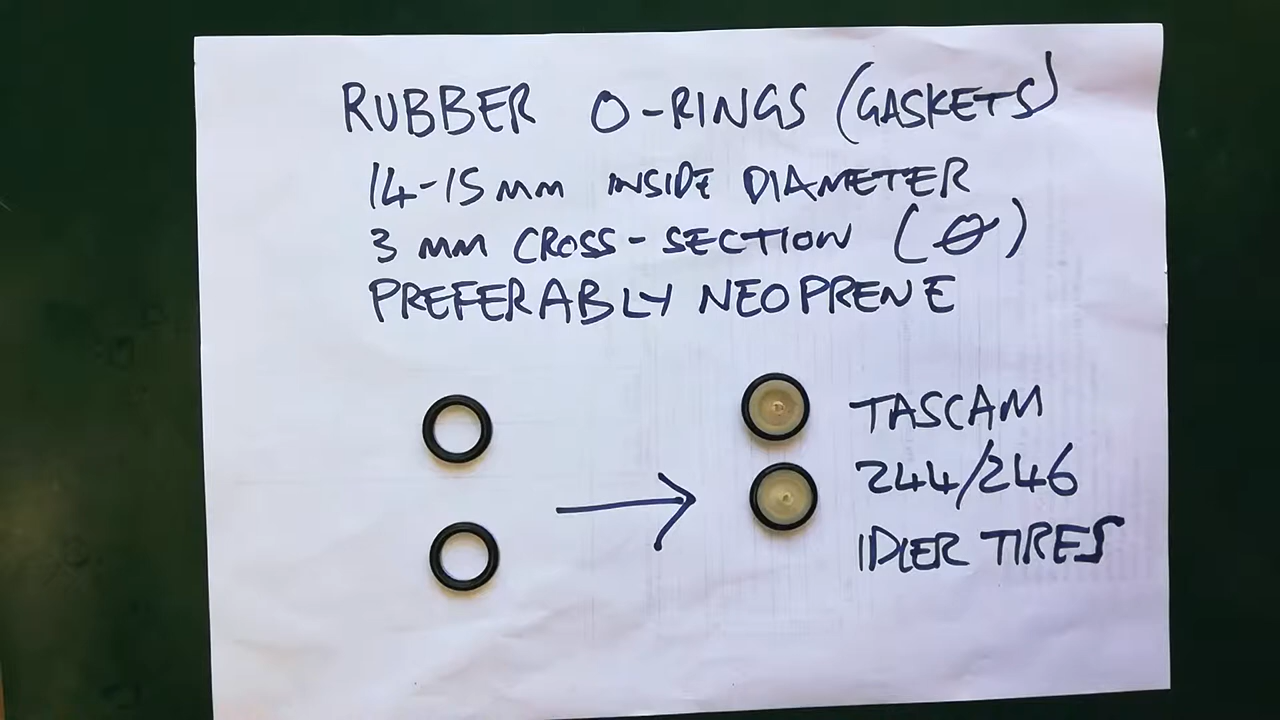 RUBBER O-RINGS (GASKETS)
14-15 mm INSIDE DIAMETER
3 mm CROSS-SECTION (⌀)
PREFERABLY NEOPRENE
TASCAM
244/246
IDLER TIRES